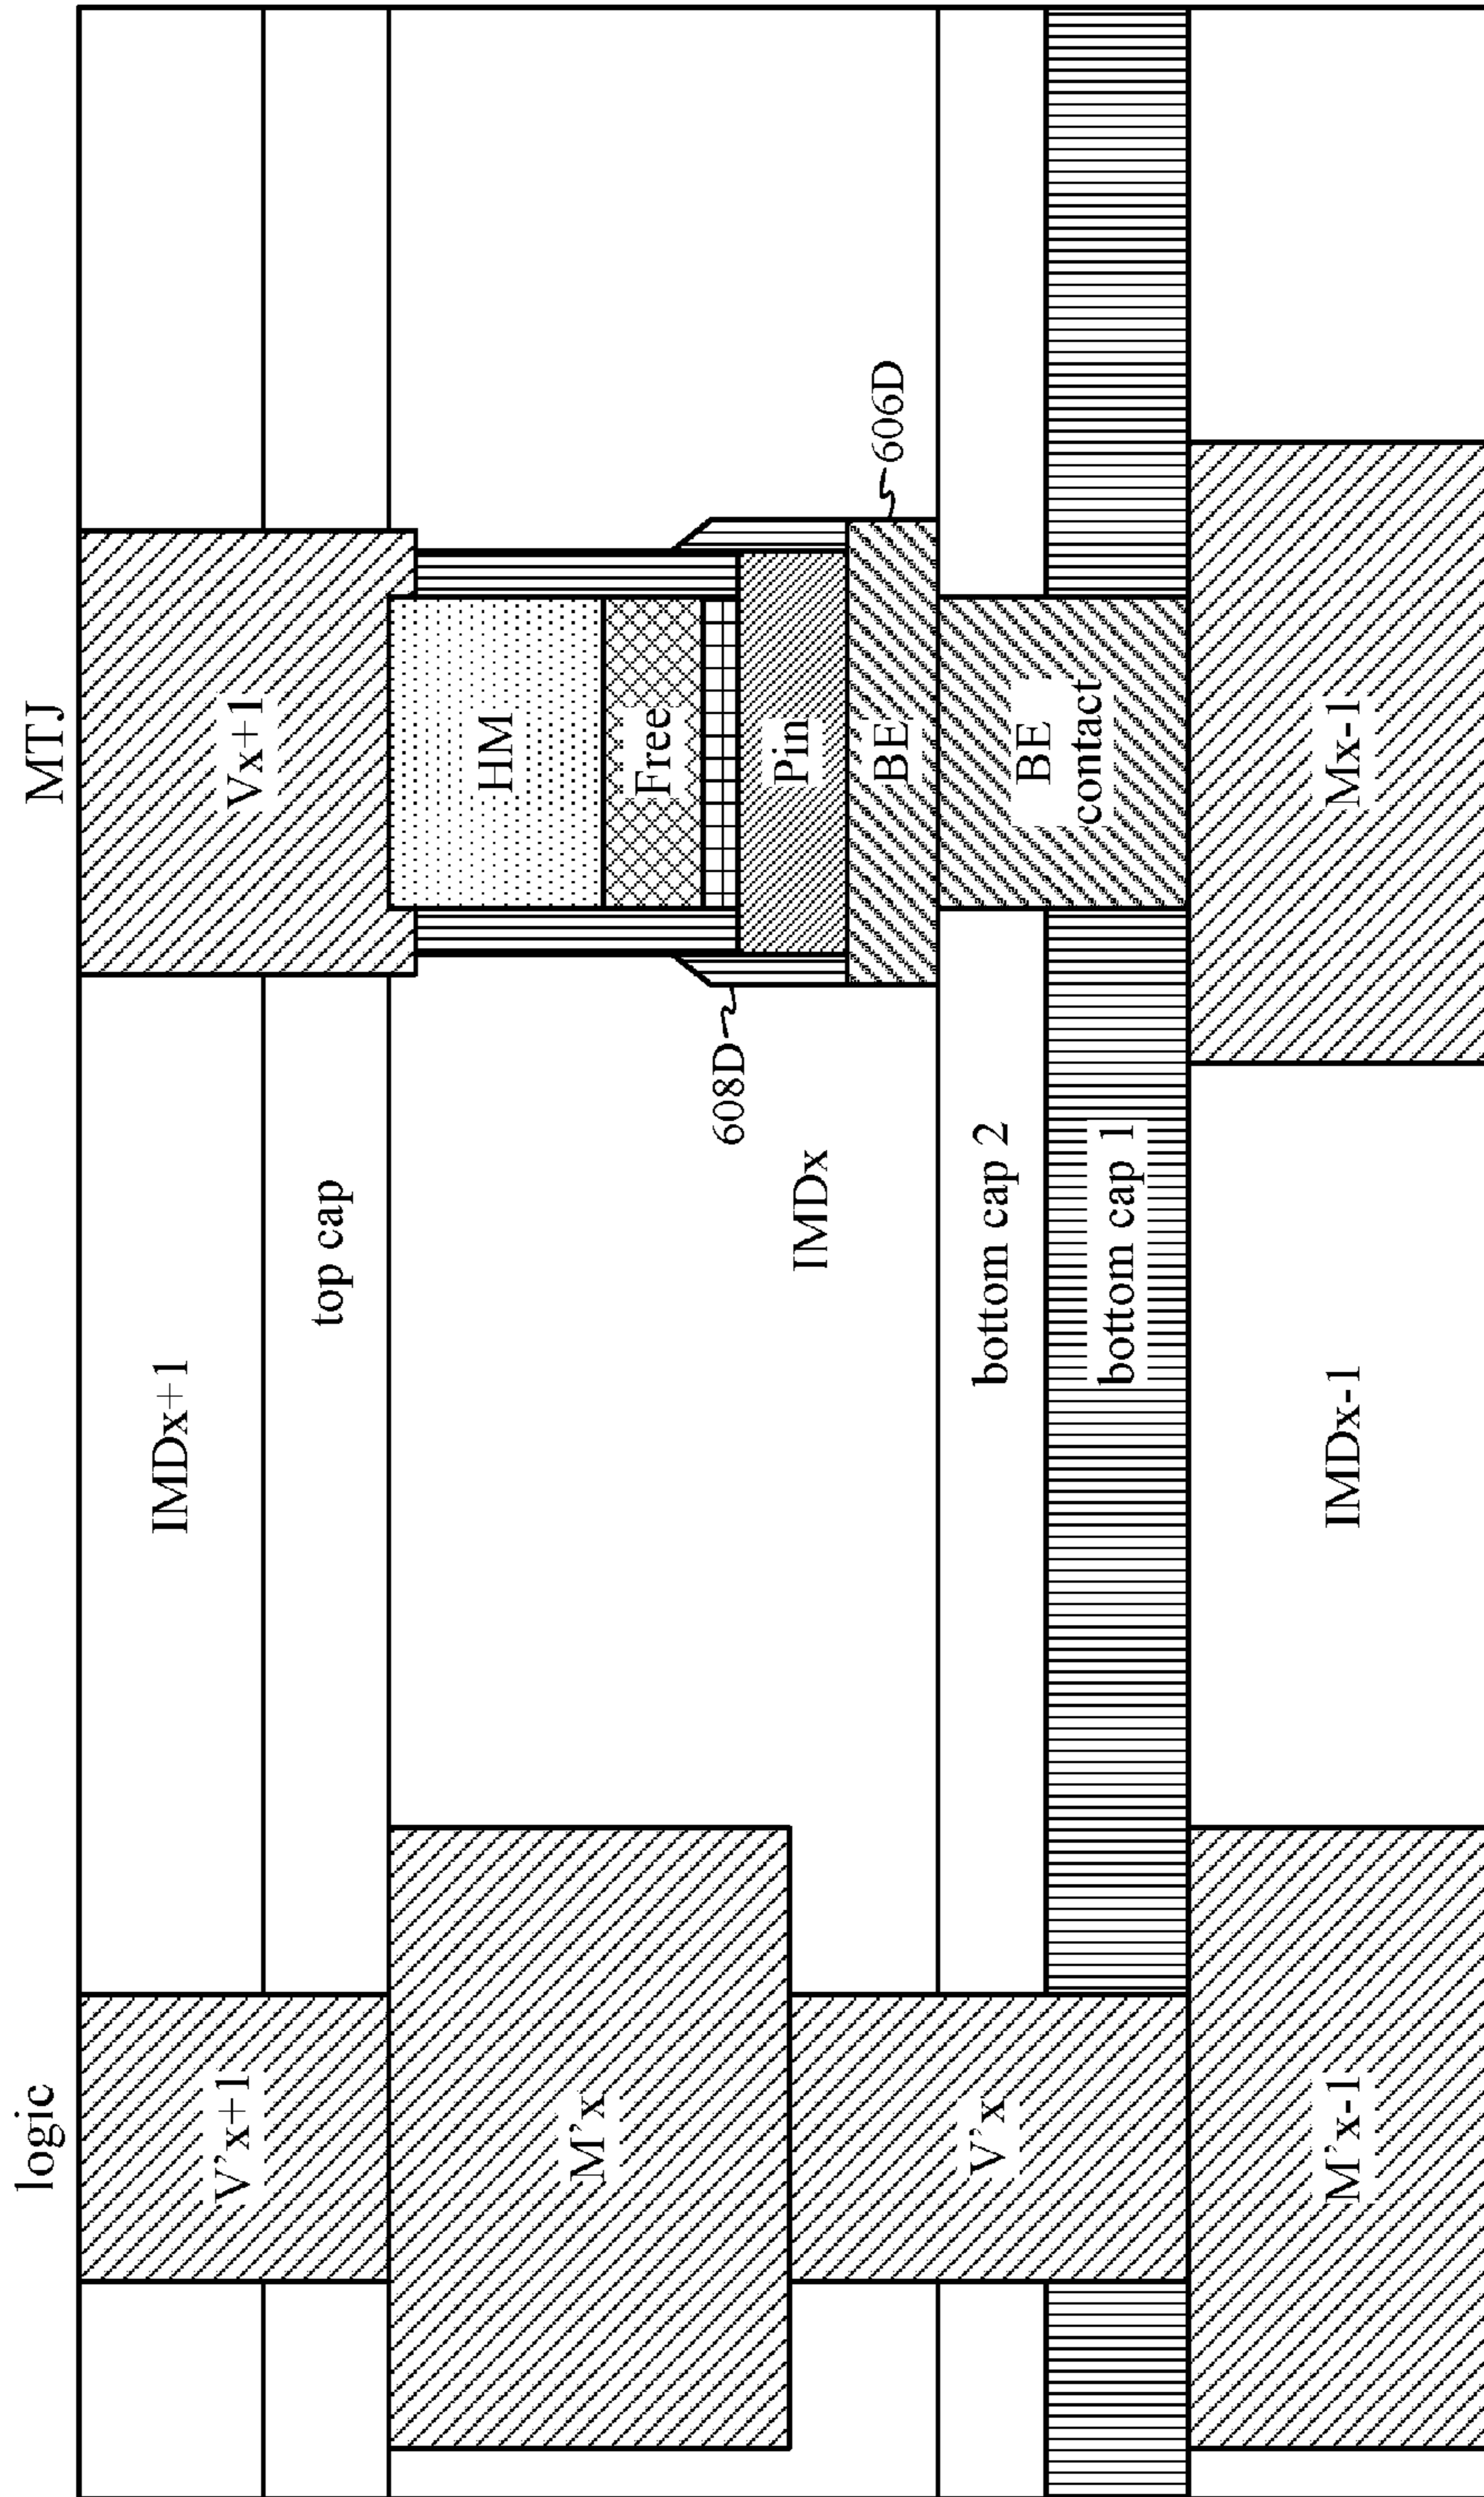 logic
MTJ
V'x+1
IMDx+1
Vx+1
top cap
M'x
HM
Free
608D
Pin
606D
IMDx
BE
V'x
bottom cap 2
BE
contact
bottom cap 1
M'x-1
IMDx-1
Mx-1